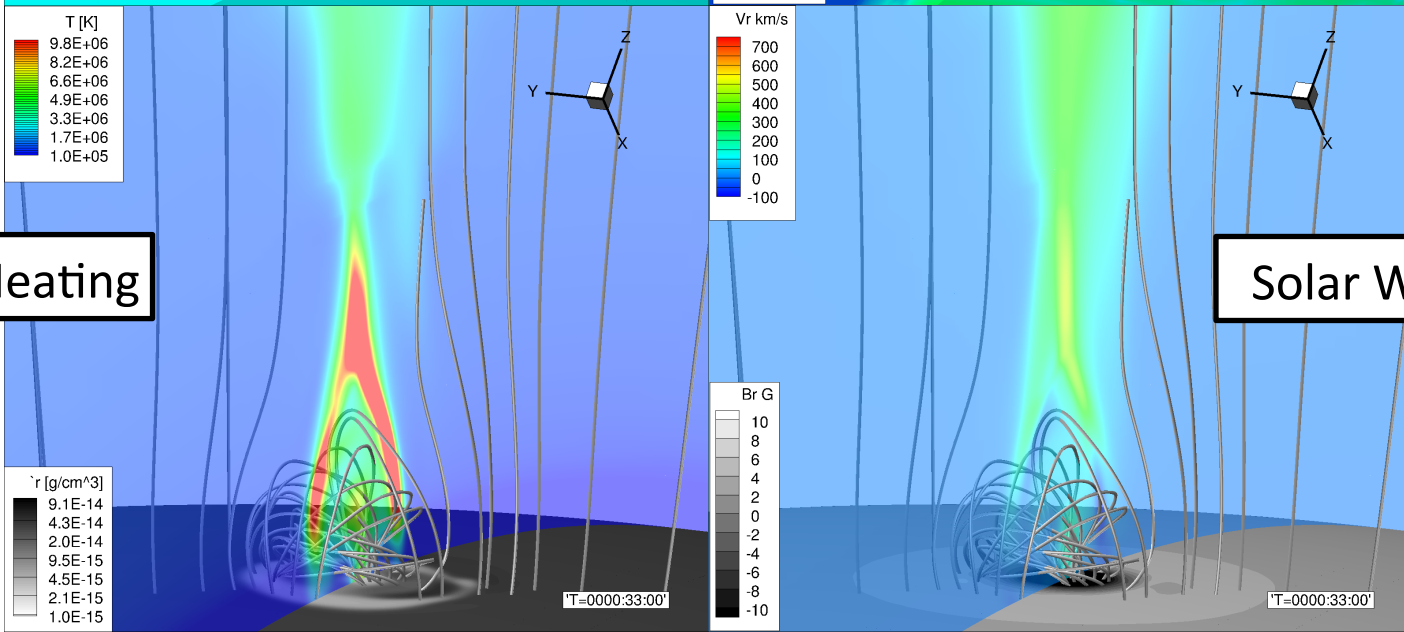 T [K]
9.8E+06
8.2E+06
6.6E+06
4.9E+06
3.3E+06
1.7E+06
1.0E+05
Z
Y
X
eating
`r [g/cm^3]
9.1E-14
4.3E-14
2.0E-14
9.5E-15
4.5E-15
2.1E-15
1.0E-15
'T=0000:33:00'
Vr km/s
700
600
500
400
300
200
100
0
-100
Z
Y
X
Solar W
Br G
10
8
6
4
2
0
-2
-4
-6
-8
-10
'T=0000:33:00'